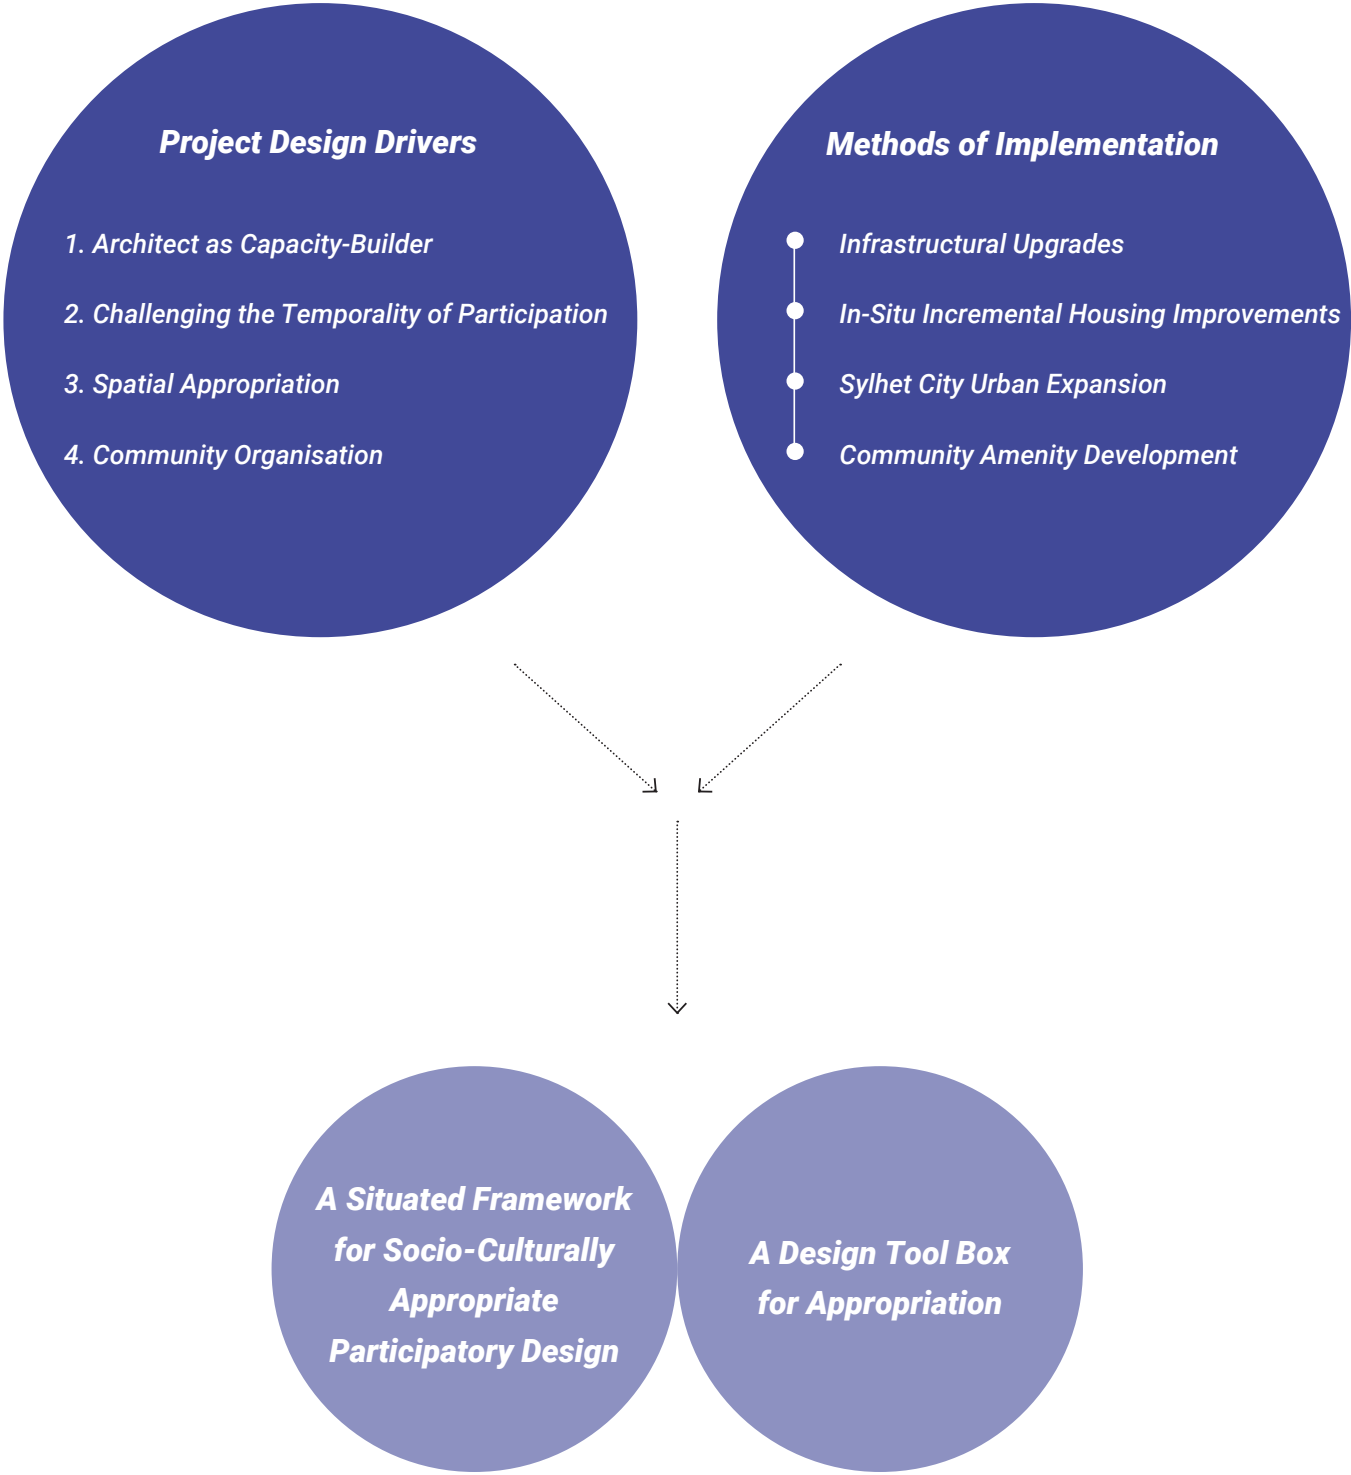 Project Design Drivers
1. Architect as Capacity-Builder
2. Challenging the Temporality of Participation
3. Spatial Appropriation
4. Community Organisation
Methods of Implementation
Infrastructural Upgrades
In-Situ Incremental Housing Improvements
Sylhet City Urban Expansion
Community Amenity Development
A Situated Framework
for Socio-Culturally
Appropriate
Participatory Design
A Design Tool Box
for Appropriation